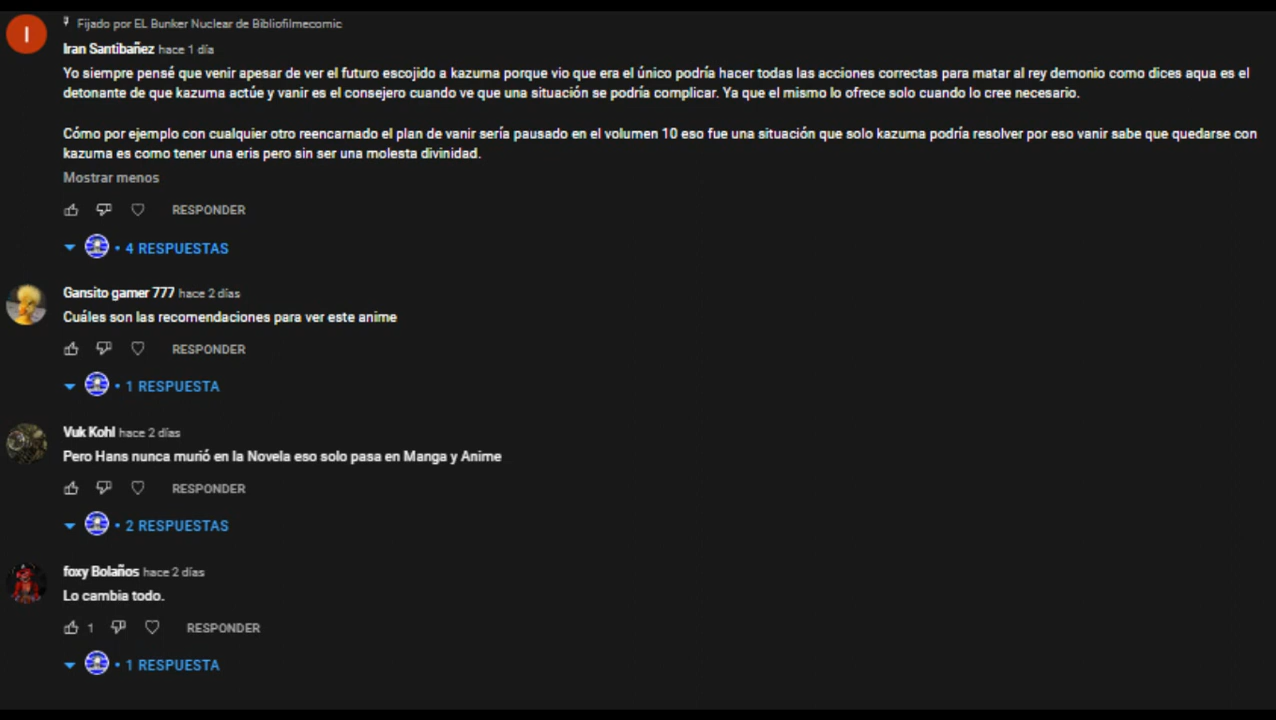 Fijado por EL Bunker Nuclear de Bibliofilmecomic
I
Iran Santibañez hace 1 día
Yo siempre pensé que venir apesar de ver el futuro escojido a kazuma porque vio que era el único podría hacer todas las acciones correctas para matar al rey demonio como dices aqua es el
detonante de que kazuma actúe y vanir es el consejero cuando ve que una situación se podría complicar. Ya que el mismo lo ofrece solo cuando lo cree necesario.
Cómo por ejemplo con cualquier otro reencarnado el plan de vanir sería pausado en el volumen 10 eso fue una situación que solo kazuma podría resolver por eso vanir sabe que quedarse con
kazuma es como tener una eris pero sin ser una molesta divinidad.
Mostrar menos
RESPONDER
• 4 RESPUESTAS
Gansito gamer 777 hace 2 días
Cuáles son las recomendaciones para ver este anime
RESPONDER
• 1 RESPUESTA
Vuk Kohl hace 2 días
Pero Hans nunca murió en la Novela eso solo pasa en Manga y Anime
RESPONDER
• 2 RESPUESTAS
foxy Bolaños hace 2 días
Lo cambia todo.
1 RESPONDER
• 1 RESPUESTA